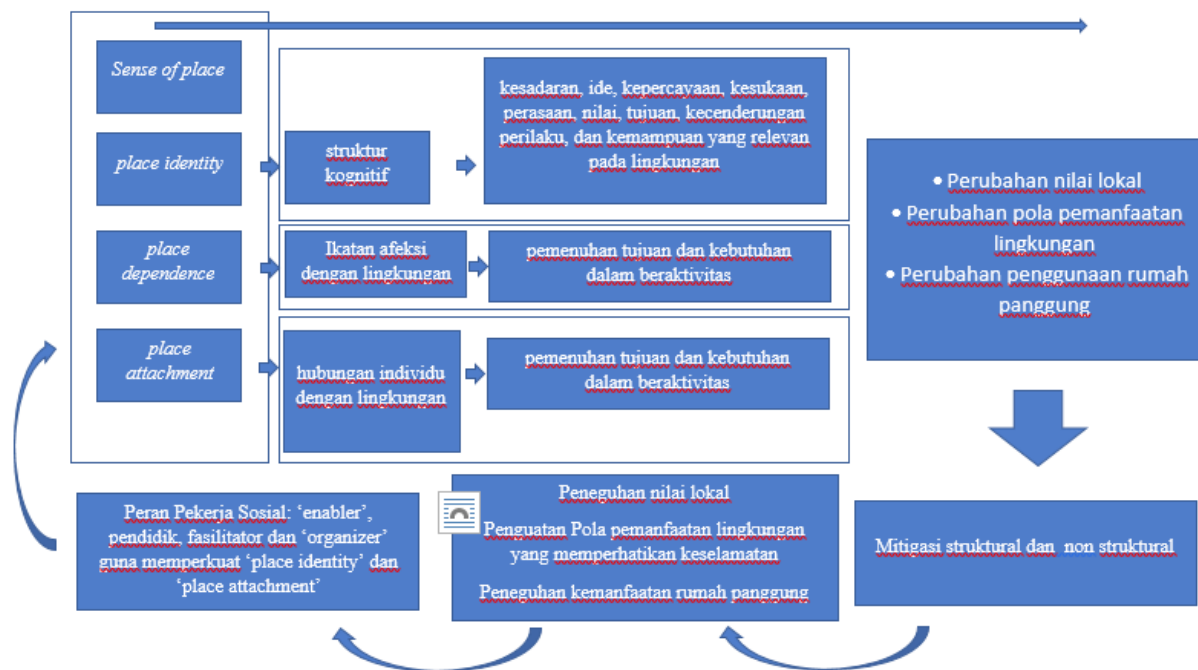 Sense of place
place identity
place
dependence
place
attachment
struktur
kognitif
kesadaran, ide, kepercayaan, kesukaan,
perasaan, nilai, tujuan, kecenderungan
perilaku, dan kemampuan yang relevan
pada lingkungan
Ikatan afeksi
dengan lingkungan
pemenuhan tujuan dan kebutuhan
dalam beraktivitas
hubungan individu
dengan lingkungan
pemenuhan tujuan dan kebutuhan
dalam beraktivitas
• Perubahan nilai lokal
• Perubahan pola pemanfaatan
lingkungan
• Perubahan penggunaan rumah
panggung
Mitigasi struktural dan non struktural
Peneguhan nilai lokal
Penguatan Pola pemanfaatan lingkungan
yang memperhatikan keselamatan
Peneguhan kemanfaatan rumah panggung
Peran Pekerja Sosial: ‘enabler’,
pendidik, fasilitator dan ‘organizer’
guna memperkuat ‘place identity’ dan
‘place attachment’